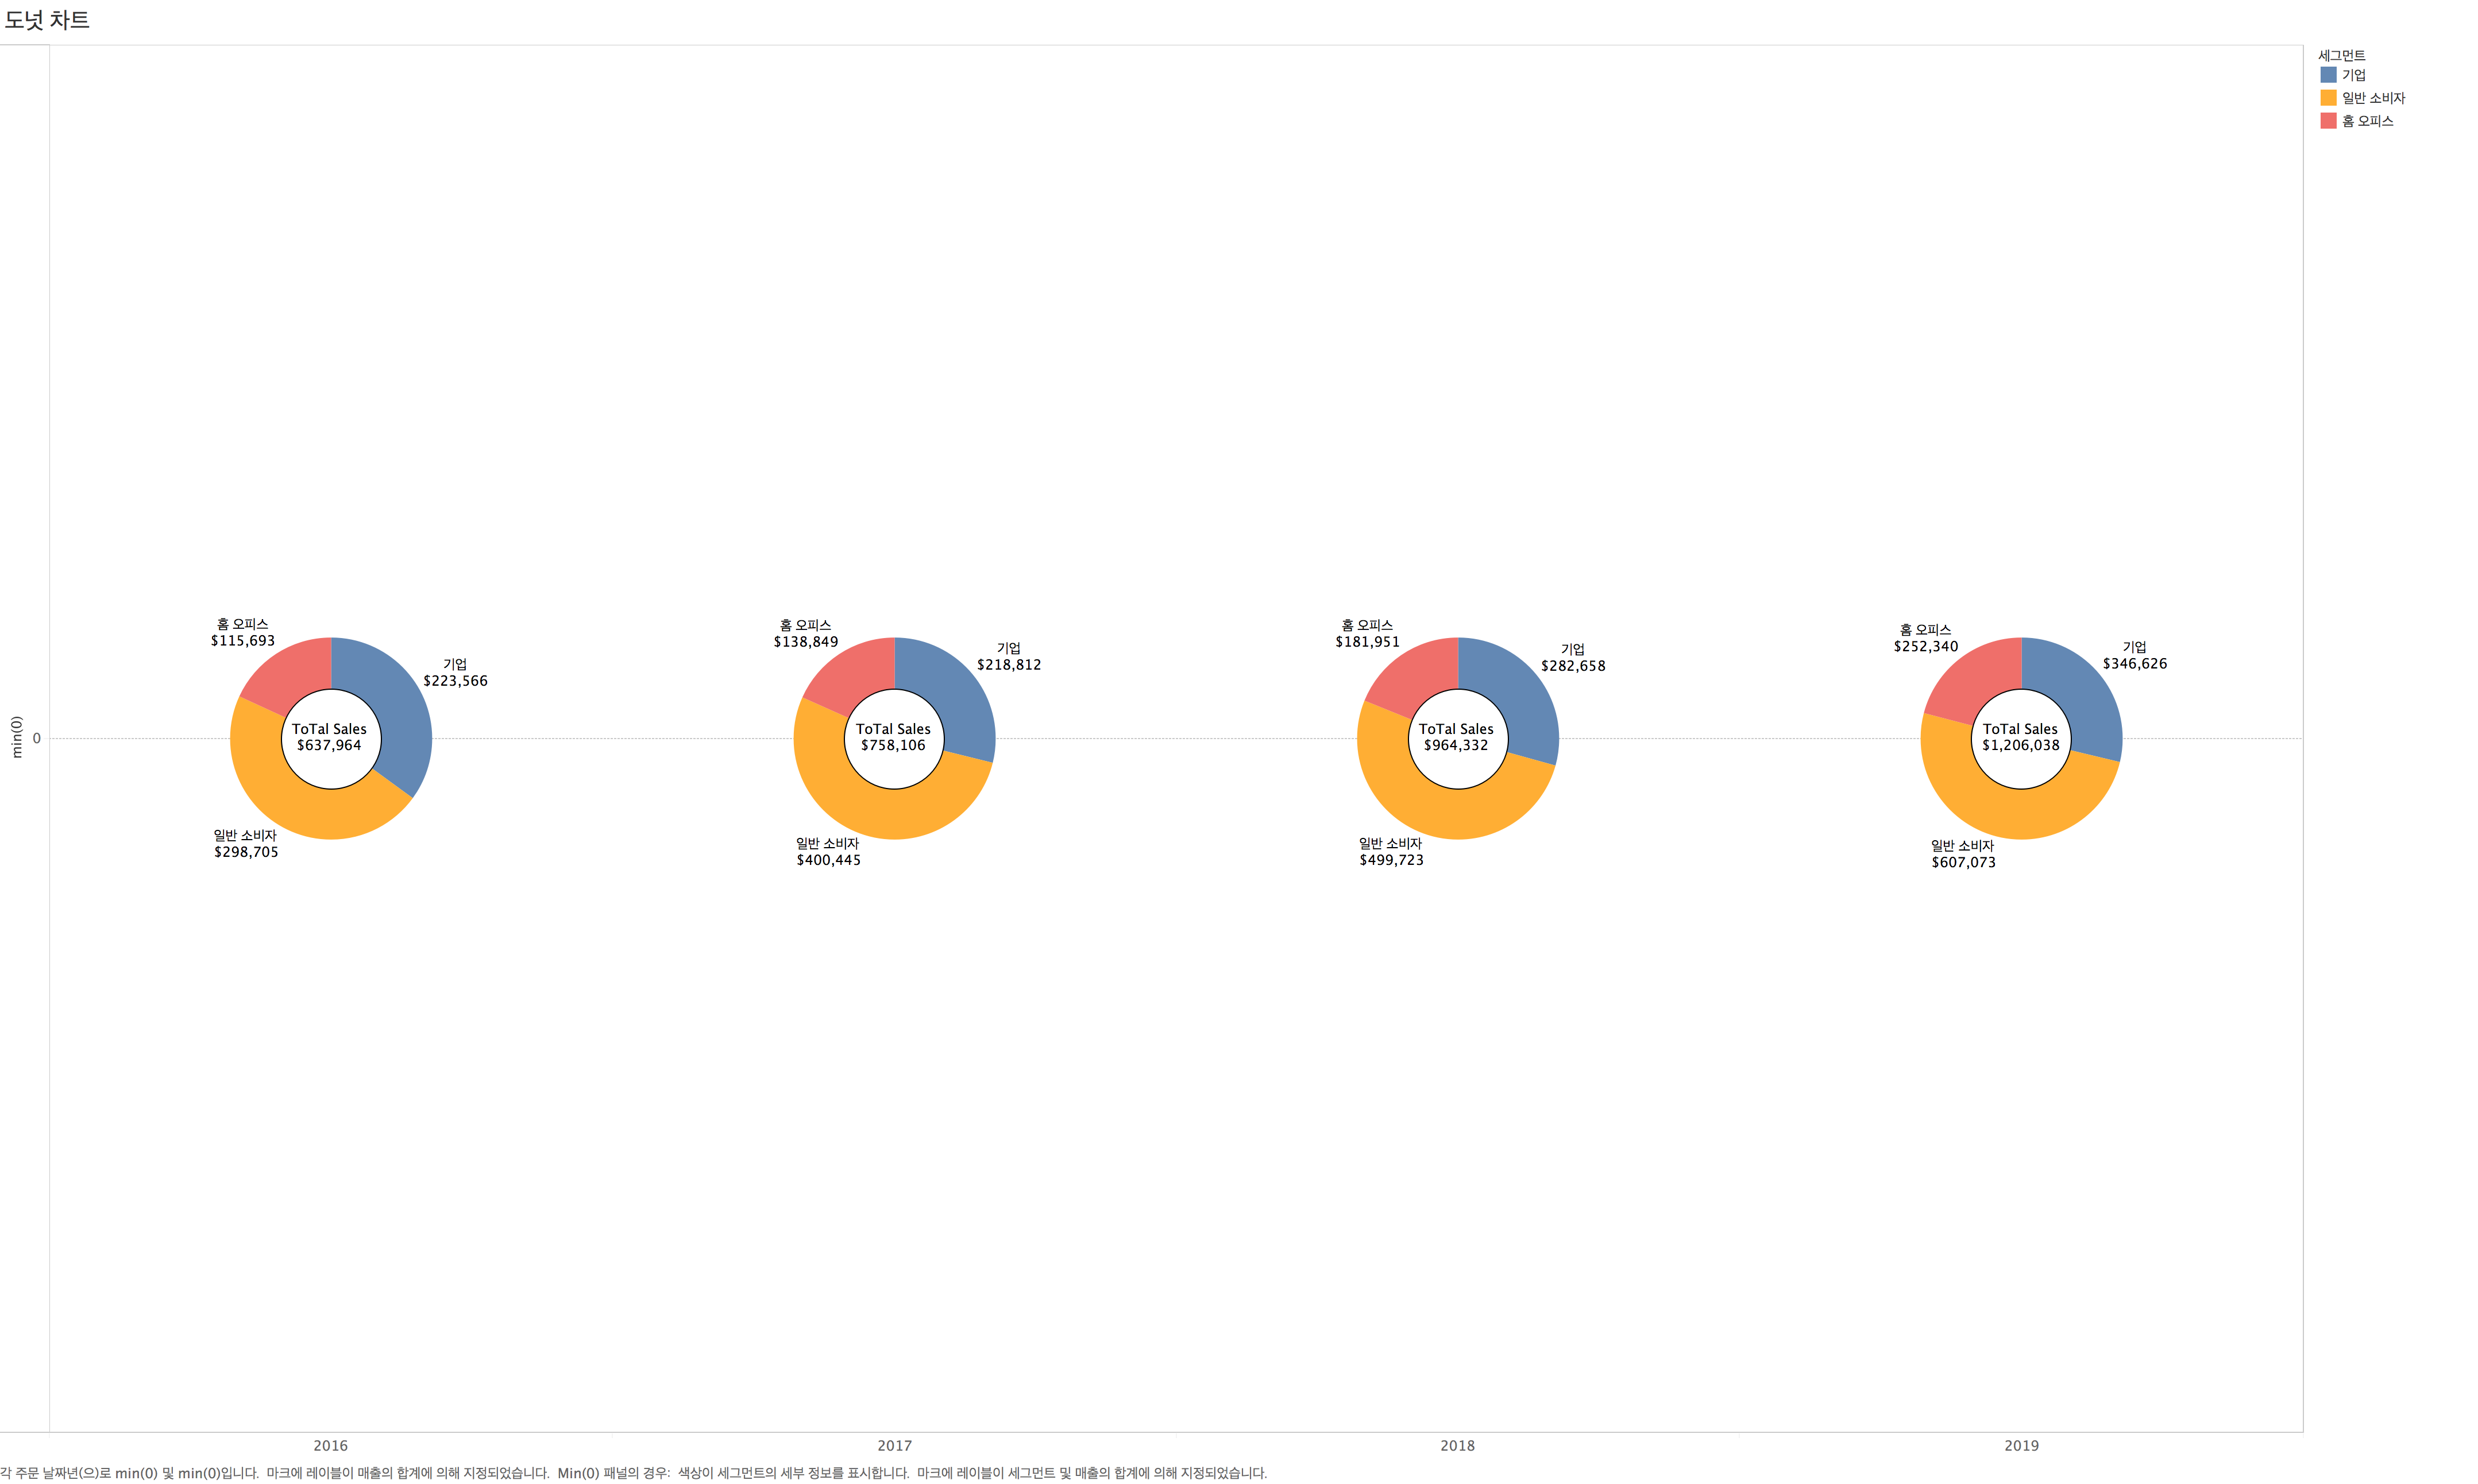 도넛 차트
세그먼트
기업
일반 소비자
홈 오피스
min(0)
0
홈 오피스
$115,693
기업
$223,566
ToTal Sales
$637,964
일반 소비자
$298,705
홈 오피스
$138,849
기업
$218,812
ToTal Sales
$758,106
일반 소비자
$400,445
홈 오피스
$181,951
기업
$282,658
ToTal Sales
$964,332
일반 소비자
$499,723
홈 오피스
$252,340
기업
$346,626
ToTal Sales
$1,206,038
일반 소비자
$607,073
2016
2017
2018
2019
각 주문 날짜년(으)로 min(0) 및 min(0)입니다.  마크에 레이블이 매출의 합계에 의해 지정되었습니다.  Min(0) 패널의 경우:  색상이 세그먼트의 세부 정보를 표시합니다.  마크에 레이블이 세그먼트 및 매출의 합계에 의해 지정되었습니다.